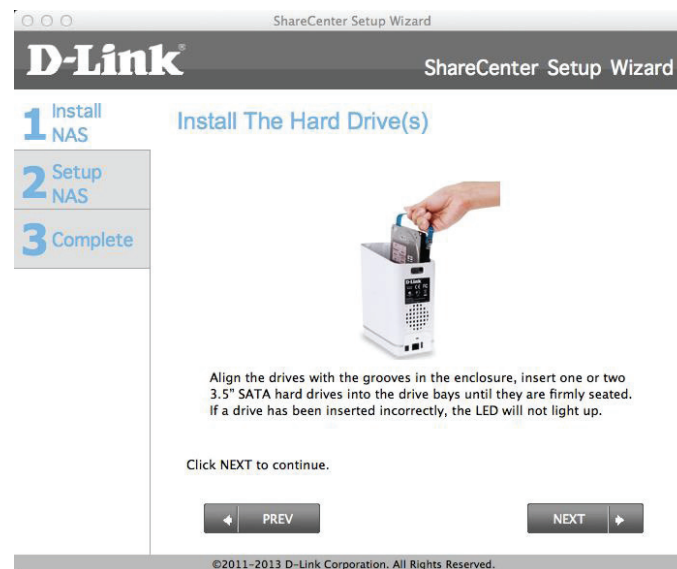 ShareCenter Setup Wizard
D-Link®
ShareCenter Setup Wizard
1 Install
NAS
2 Setup
NAS
3 Complete
Install The Hard Drive(s)
Align the drives with the grooves in the enclosure, insert one or two
3.5" SATA hard drives into the drive bays until they are firmly seated.
If a drive has been inserted incorrectly, the LED will not light up.
Click NEXT to continue.
PREV
NEXT
©2011-2013 D-Link Corporation. All Rights Reserved.